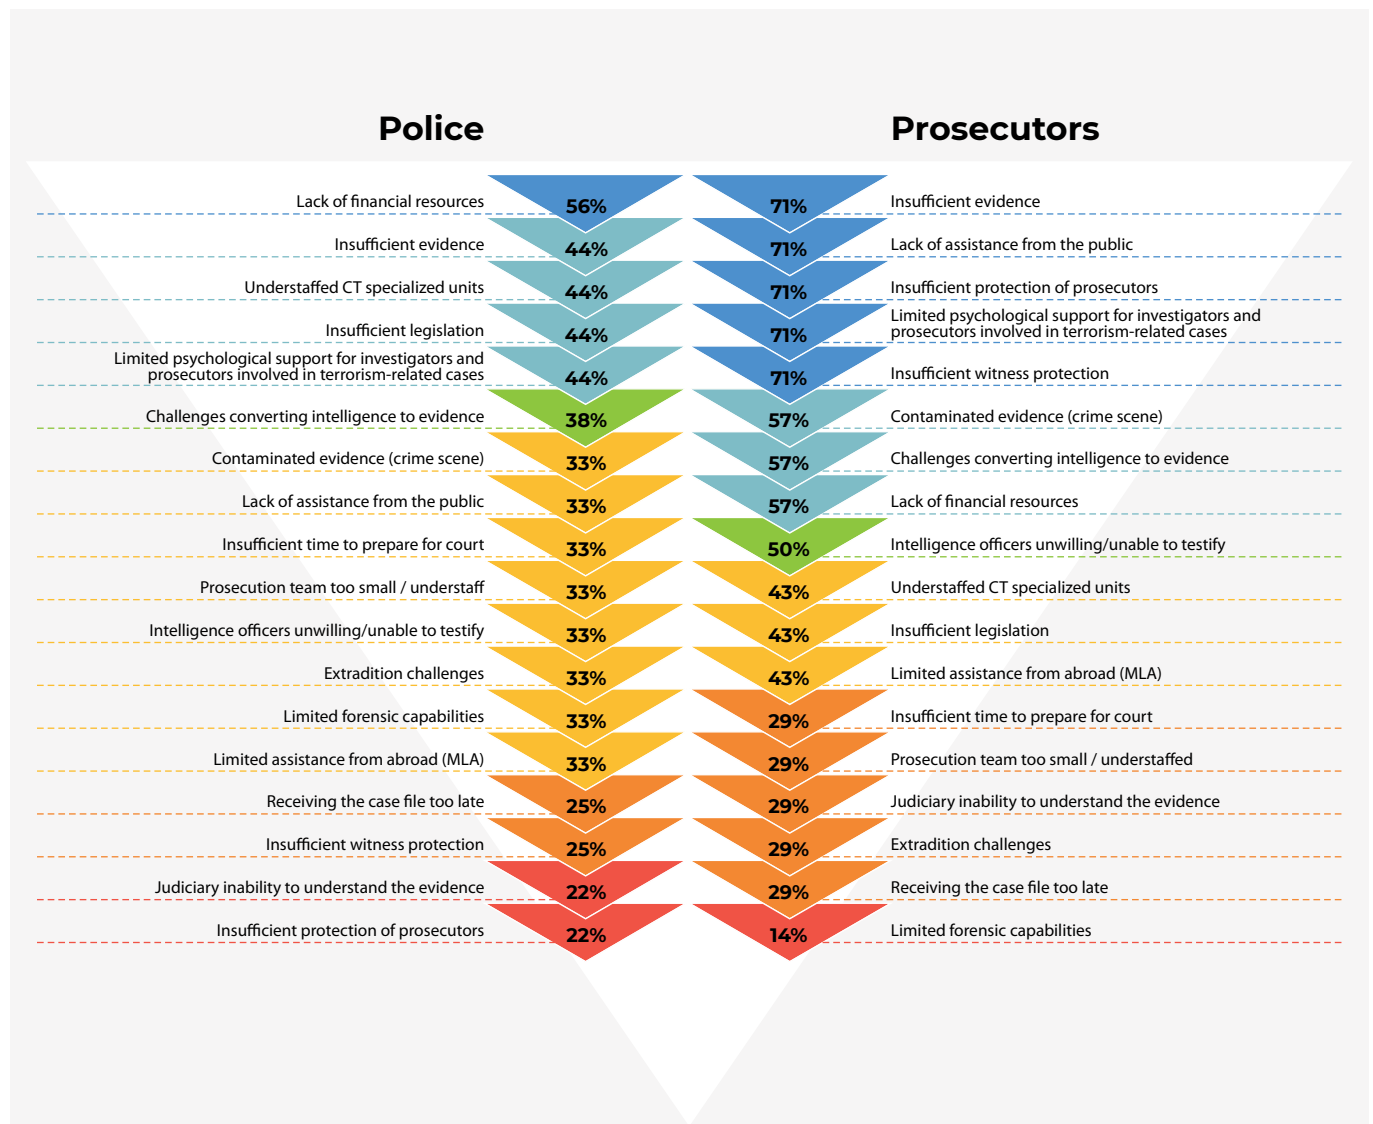 Police
Prosecutors
Lack of financial resources 56% 71% Insufficient evidence
Insufficient evidence 44% 71% Lack of assistance from the public
Understaffed CT specialized units 44% 71% Insufficient protection of prosecutors
Insufficient legislation 44% 71% Limited psychological support for investigators and
prosecutors involved in terrorism-related cases
Limited psychological support for investigators and
prosecutors involved in terrorism-related cases 44% 71% Insufficient witness protection
Challenges converting intelligence to evidence 38% 57% Contaminated evidence (crime scene)
Contaminated evidence (crime scene) 33% 57% Challenges converting intelligence to evidence
Lack of assistance from the public 33% 57% Lack of financial resources
Insufficient time to prepare for court 33% 50% Intelligence officers unwilling/unable to testify
Prosecution team too small / understaff 33% 43% Understaffed CT specialized units
Intelligence officers unwilling/unable to testify 33% 43% Insufficient legislation
Extradition challenges 33% 43% Limited assistance from abroad (MLA)
Limited forensic capabilities 33% 29% Insufficient time to prepare for court
Limited assistance from abroad (MLA) 33% 29% Prosecution team too small / understaffed
Receiving the case file too late 25% 29% Judiciary inability to understand the evidence
Insufficient witness protection 25% 29% Extradition challenges
Judiciary inability to understand the evidence 22% 29% Receiving the case file too late
Insufficient protection of prosecutors 22% 14% Limited forensic capabilities